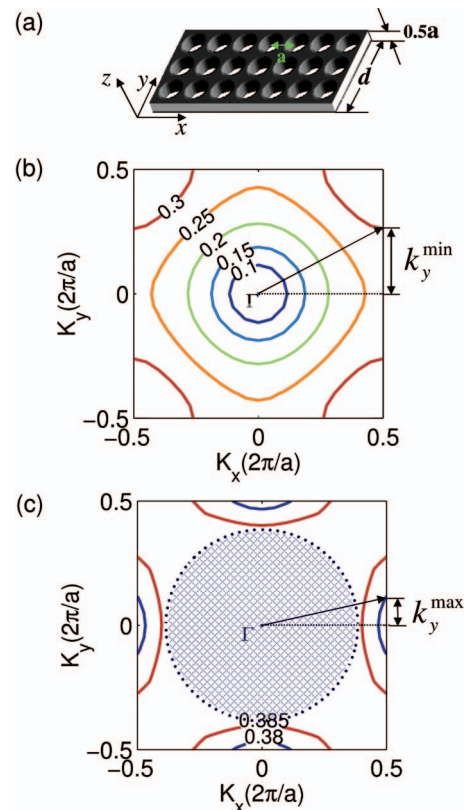 (a)
0.5a
a
d
z
y
x
(b)
0.5
0.3
0.25
0.2
0.15
0.1
Γ
k_y^min
K_y(2π/a)
0
-0.5
-0.5
0
0.5
K_x(2π/a)
(c)
0.5
k_y^max
Γ
K_y(2π/a)
0
0.385
0.38
-0.5
-0.5
0
0.5
K_x(2π/a)